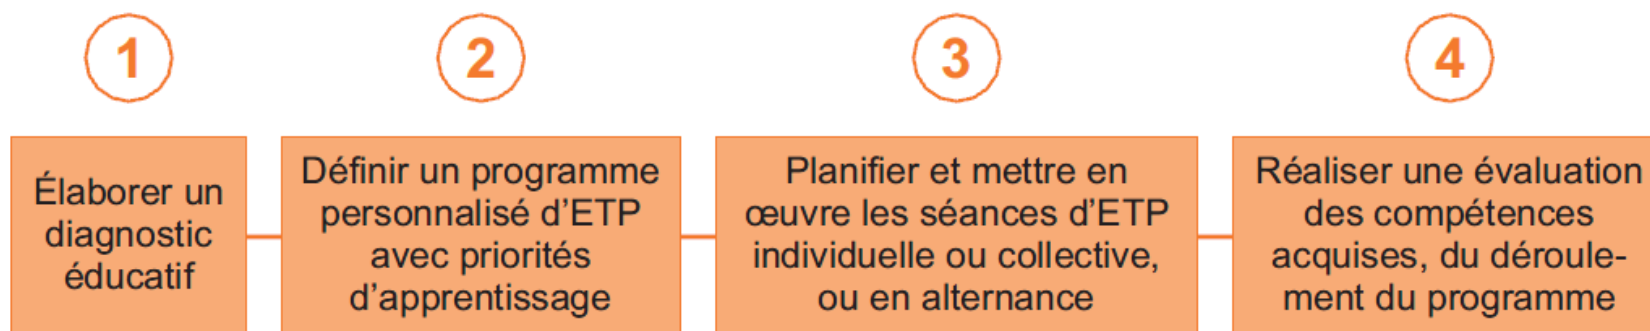 1
2
3
4
Élaborer un
diagnostic
éducatif
Définir un programme
personnalisé d’ETP
avec priorités
d’apprentissage
Planifier et mettre en
œuvre les séances d’ETP
individuelle ou collective,
ou en alternance
Réaliser une évaluation
des compétences
acquises, du déroule-
ment du programme